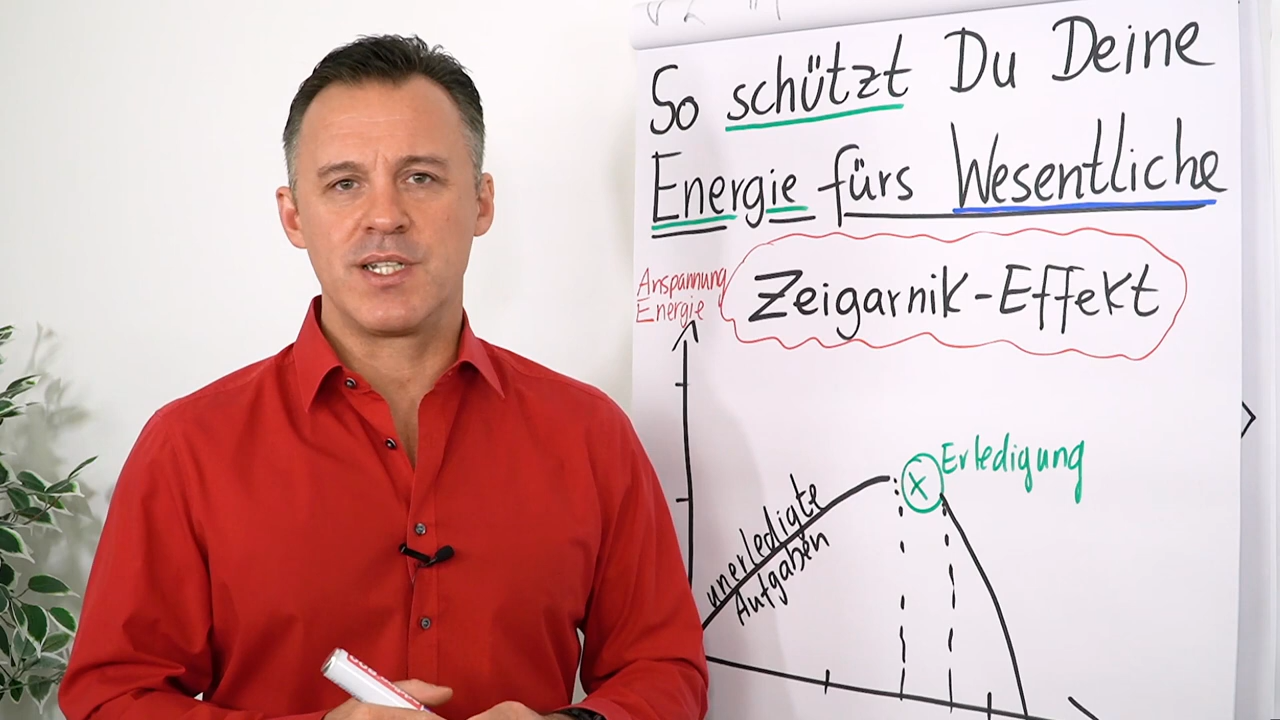 So schützt Du Deine
Energie fürs Wesentliche
Anspannung
Energie
Zeigarnik-Effekt
Erledigung
unerledigte
Aufgaben